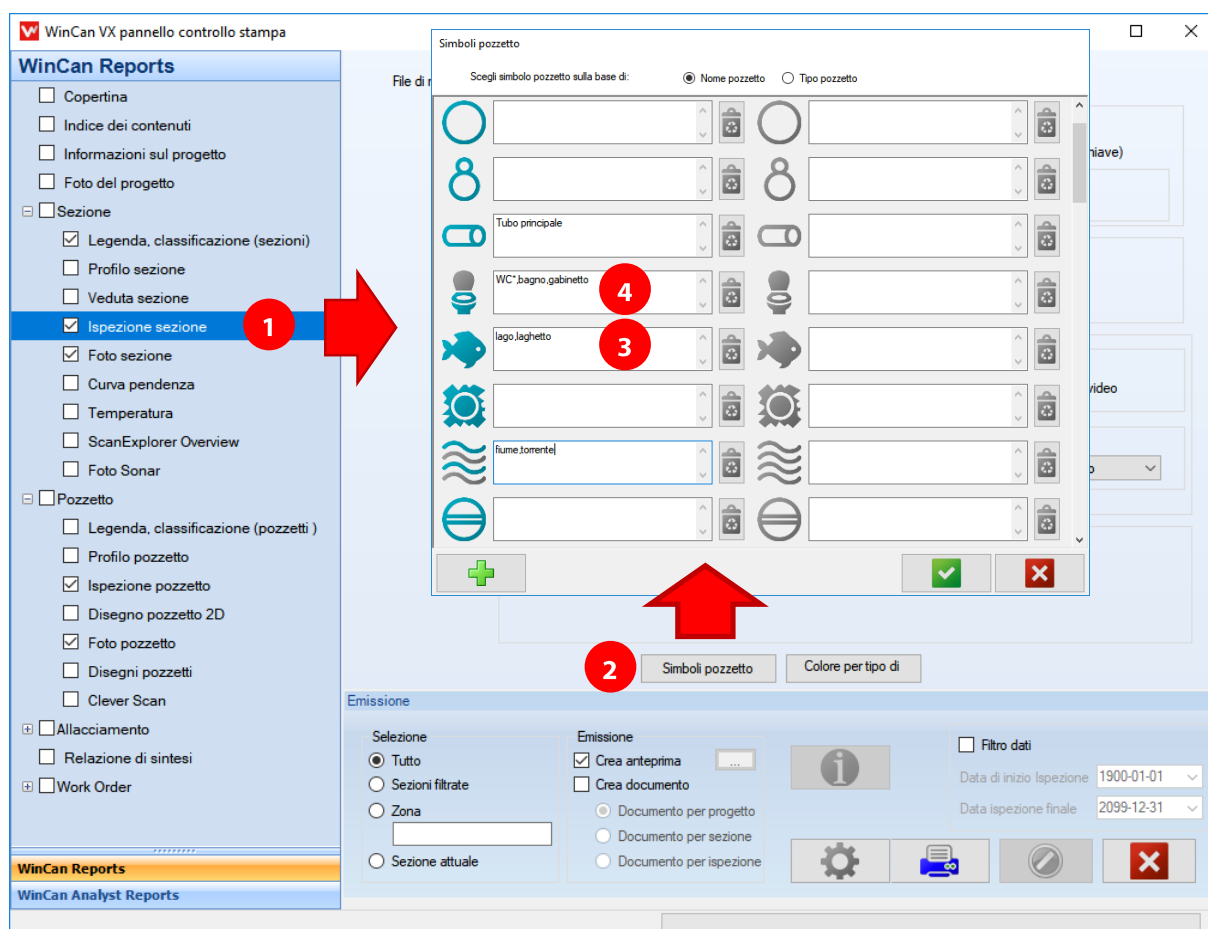 WinCan VX pannello controllo stampa
WinCan Reports
Copertina
Indice dei contenuti
Informazioni sul progetto
Foto del progetto
Sezione
Legenda, classificazione (sezioni)
Profilo sezione
Veduta sezione
Ispezione sezione
1
Foto sezione
Curva pendenza
Temperatura
ScanExplorer Overview
Foto Sonar
Pozzetto
Legenda, classificazione (pozzetti )
Profilo pozzetto
Ispezione pozzetto
Disegno pozzetto 2D
Foto pozzetto
Disegni pozzetti
Clever Scan
Allacciamento
Relazione di sintesi
Work Order
WinCan Reports
WinCan Analyst Reports
File di
Simboli pozzetto
Scegli simbolo pozzetto sulla base di: Nome pozzetto Tipo pozzetto
Tubo principale
WC*,bagno,gabinetto
4
lago,laghetto
3
fiume,torrente
video
2
Simboli pozzetto Colore per tipo di
Emissione
Selezione
Tutto
Sezioni filtrate
Zona
Sezione attuale
Emissione
Crea anteprima ...
Crea documento
Documento per progetto
Documento per sezione
Documento per ispezione
Filtro dati
Data di inizio Ispezione 1900-01-01
Data ispezione finale 2099-12-31